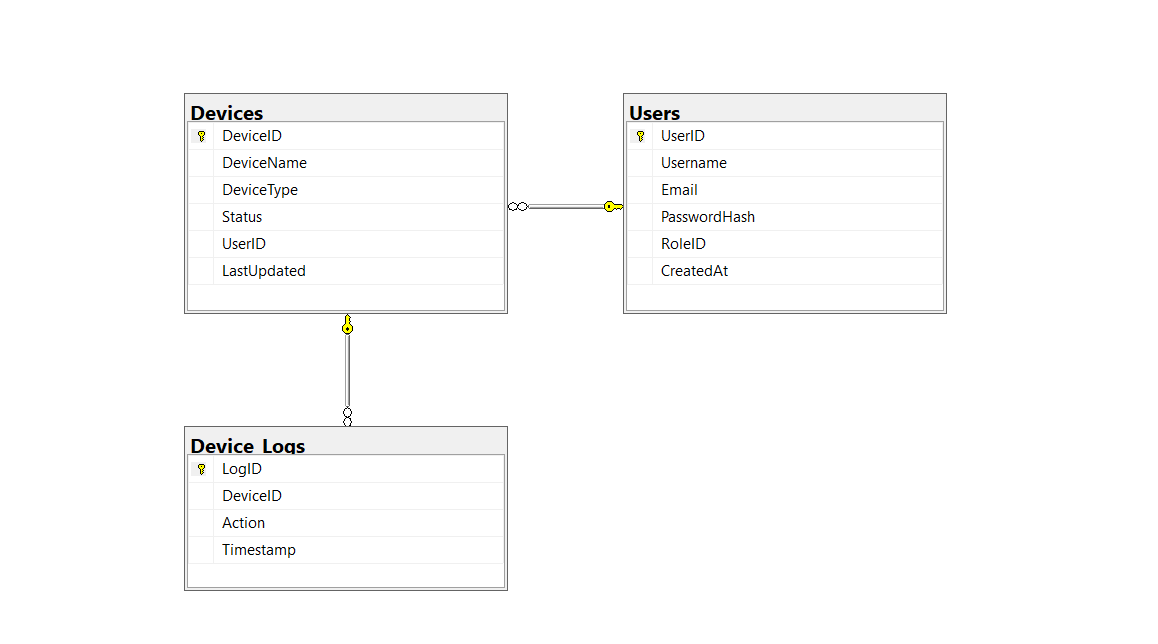 Devices
DeviceID
DeviceName
DeviceType
Status
UserID
LastUpdated
Users
UserID
Username
Email
PasswordHash
RoleID
CreatedAt
Device_Logs
LogID
DeviceID
Action
Timestamp